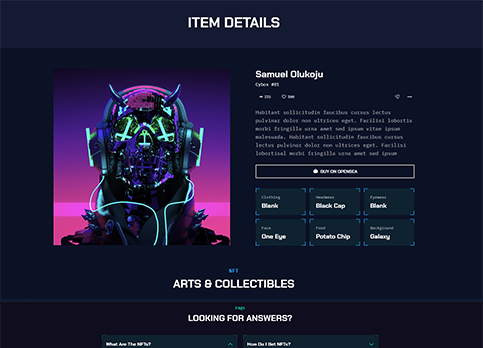 ITEM DETAILS
Samuel Olukoju
Cybox #05
225 100
Habitant sollicitudin faucibus cursus lectus
pulvinar dolor non ultrices eget. Facilisi lobortis
morbi fringilla urna amet sed ipsum vitae ipsum
malesuada. Habitant sollicitudin faucibus cursus
lectus pulvinar dolor non ultrices eget. Facilisi
lobortisal morbi fringilla urna amet sed ipsum
BUY ON OPENSEA
Clothing Headwear Eyewear
Blank Black Cap Blank
Face Food Background
One Eye Potato Chip Galaxy
NFT
ARTS & COLLECTIBLES
FAQS
LOOKING FOR ANSWERS?
What Are The NFTs? How Do I Get NFTs?